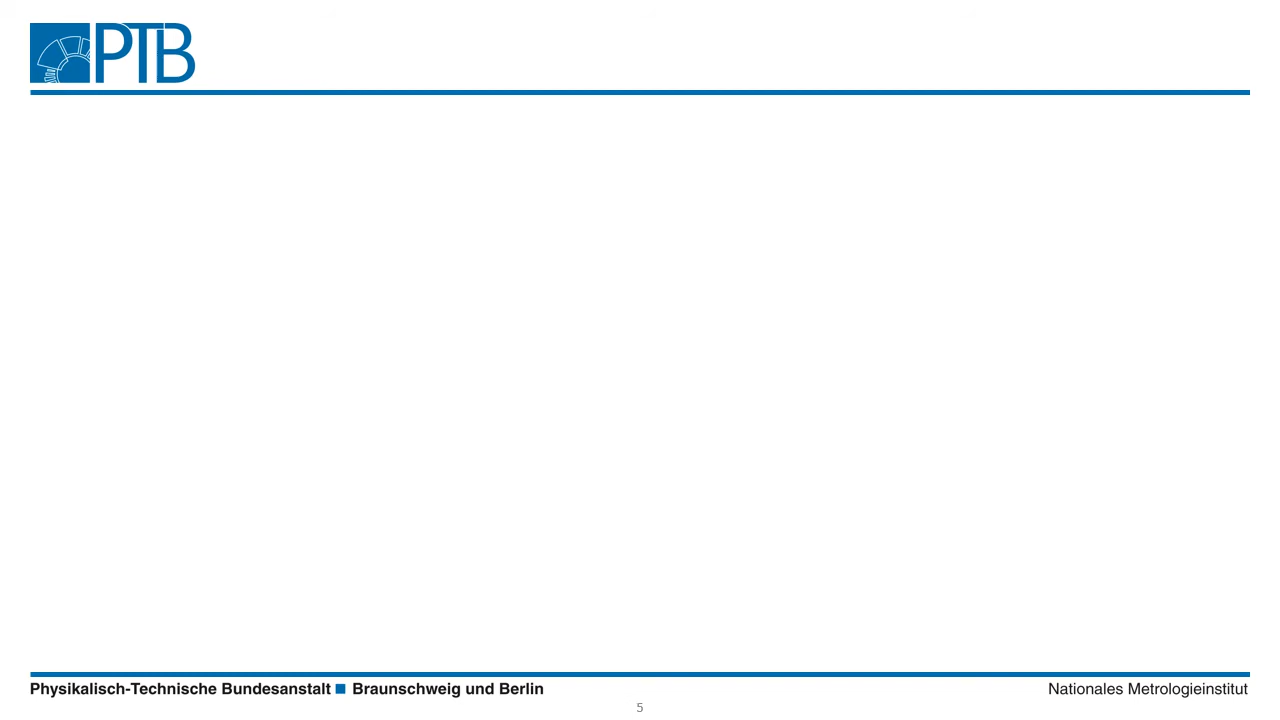 PTB
Physikalisch-Technische Bundesanstalt ■ Braunschweig und Berlin
Nationales Metrologieinstitut
5